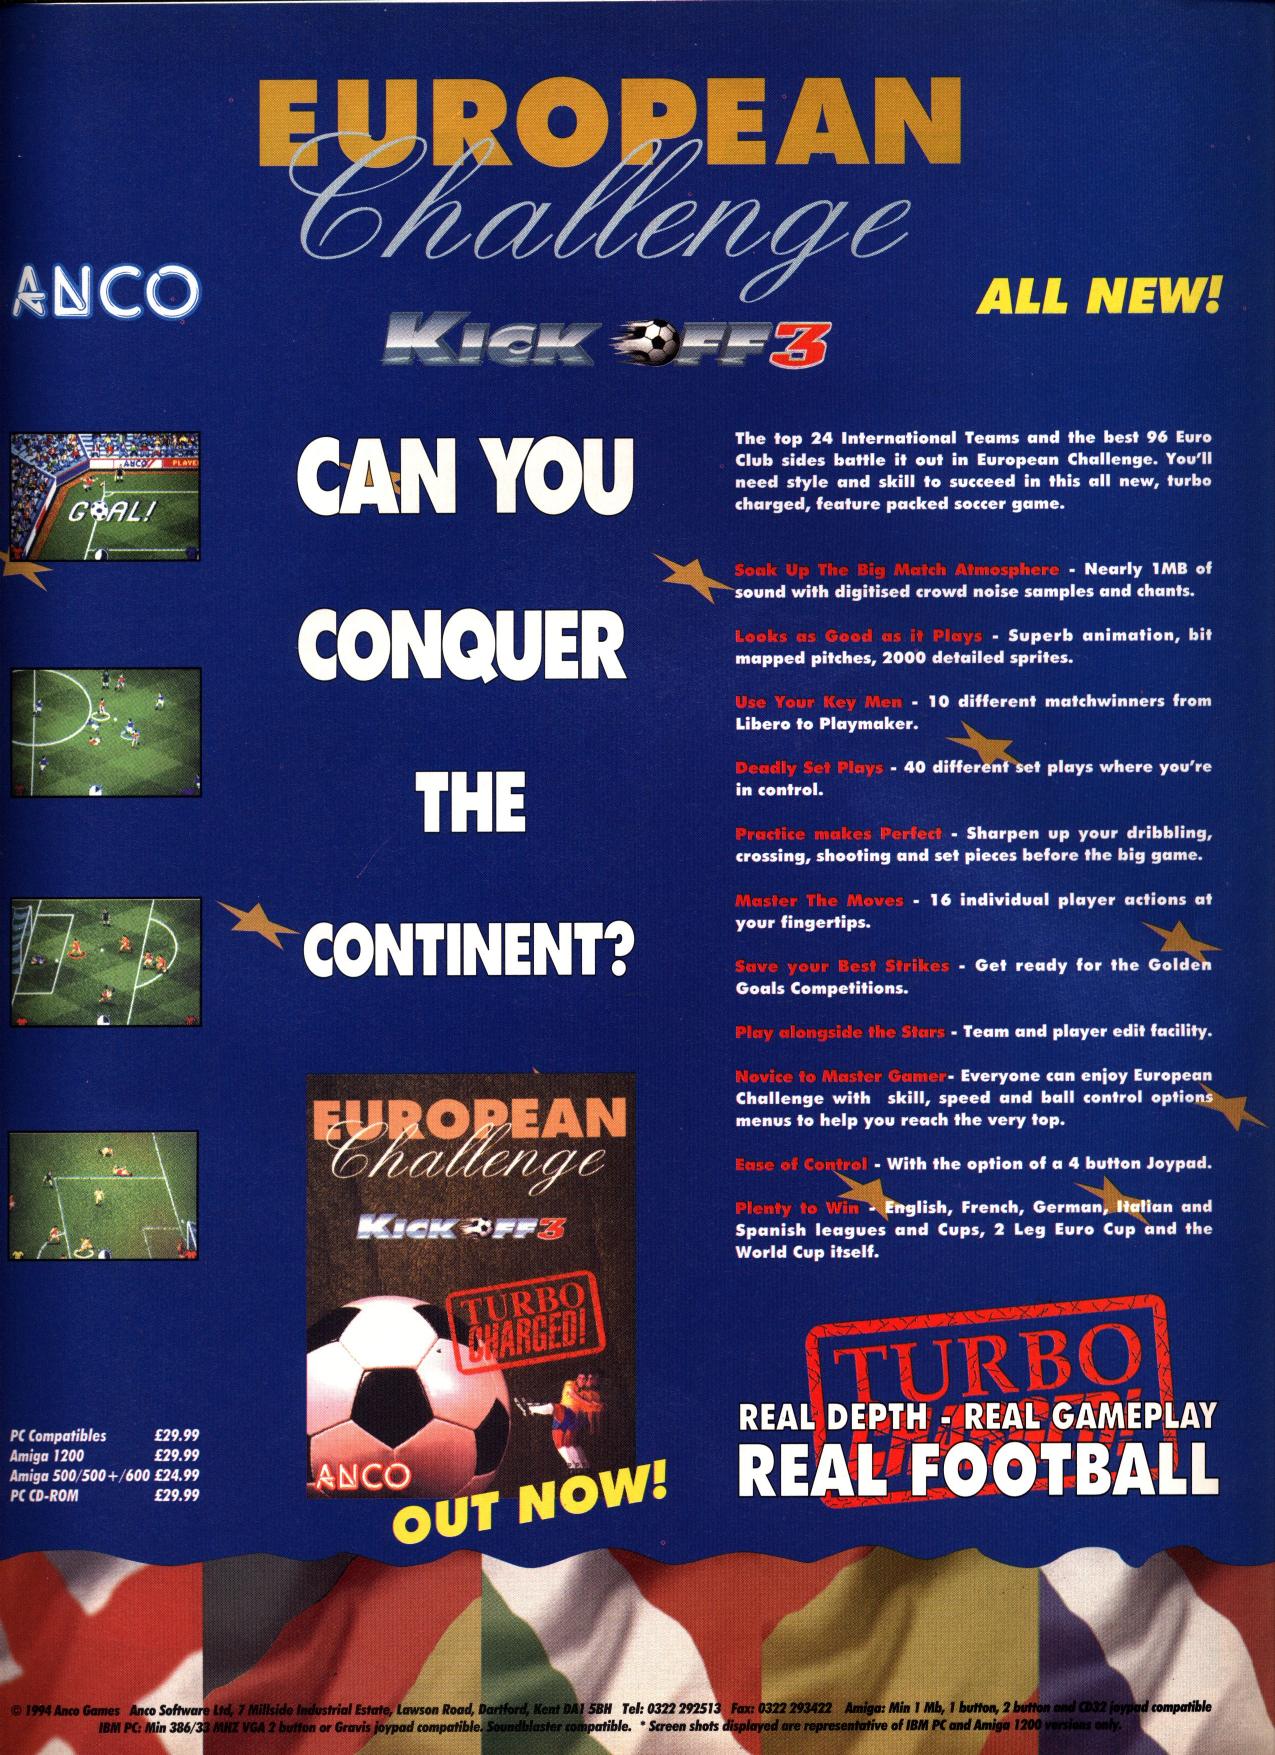 EUROPEAN
Challenge
ANCO
ALL NEW!
KICK OFF 3
CAN YOU
CONQUER
THE
CONTINENT?
The top 24 International Teams and the best 96 Euro
Club sides battle it out in European Challenge. You'll
need style and skill to succeed in this all new, turbo
charged, feature packed soccer game.
Soak Up The Big Match Atmosphere - Nearly 1MB of
sound with digitised crowd noise samples and chants.
Looks as Good as it Plays - Superb animation, bit
mapped pitches, 2000 detailed sprites.
Use Your Key Men - 10 different matchwinners from
Libero to Playmaker.
Deadly Set Plays - 40 different set plays where you're
in control.
Practice makes Perfect - Sharpen up your dribbling,
crossing, shooting and set pieces before the big game.
Master The Moves - 16 individual player actions at
your fingertips.
Save your Best Strikes - Get ready for the Golden
Goals Competitions.
Play alongside the Stars - Team and player edit facility.
Novice to Master Gamer- Everyone can enjoy European
Challenge with skill, speed and ball control options
menus to help you reach the very top.
Ease of Control - With the option of a 4 button Joypad.
Plenty to Win - English, French, German, Italian and
Spanish leagues and Cups, 2 Leg Euro Cup and the
World Cup itself.
ANCO PLAYE
GOAL!
EUROPEAN
Challenge
KICK OFF 3
TURBO
CHARGED!
ANCO
OUT NOW!
TURBO
CHARGED!
REAL DEPTH - REAL GAMEPLAY
REAL FOOTBALL
PC Compatibles £29.99
Amiga 1200 £29.99
Amiga 500/500+/600 £24.99
PC CD-ROM £29.99
© 1994 Anco Games Anco Software Ltd, 7 Millside Industrial Estate, Lawson Road, Dartford, Kent DA1 5BH Tel: 0322 292513 Fax: 0322 293422 Amiga: Min 1 Mb, 1 button, 2 button and CD32 joypad compatible
IBM PC: Min 386/33 MHZ VGA 2 button or Gravis joypad compatible. Soundblaster compatible. * Screen shots displayed are representative of IBM PC and Amiga 1200 versions only.